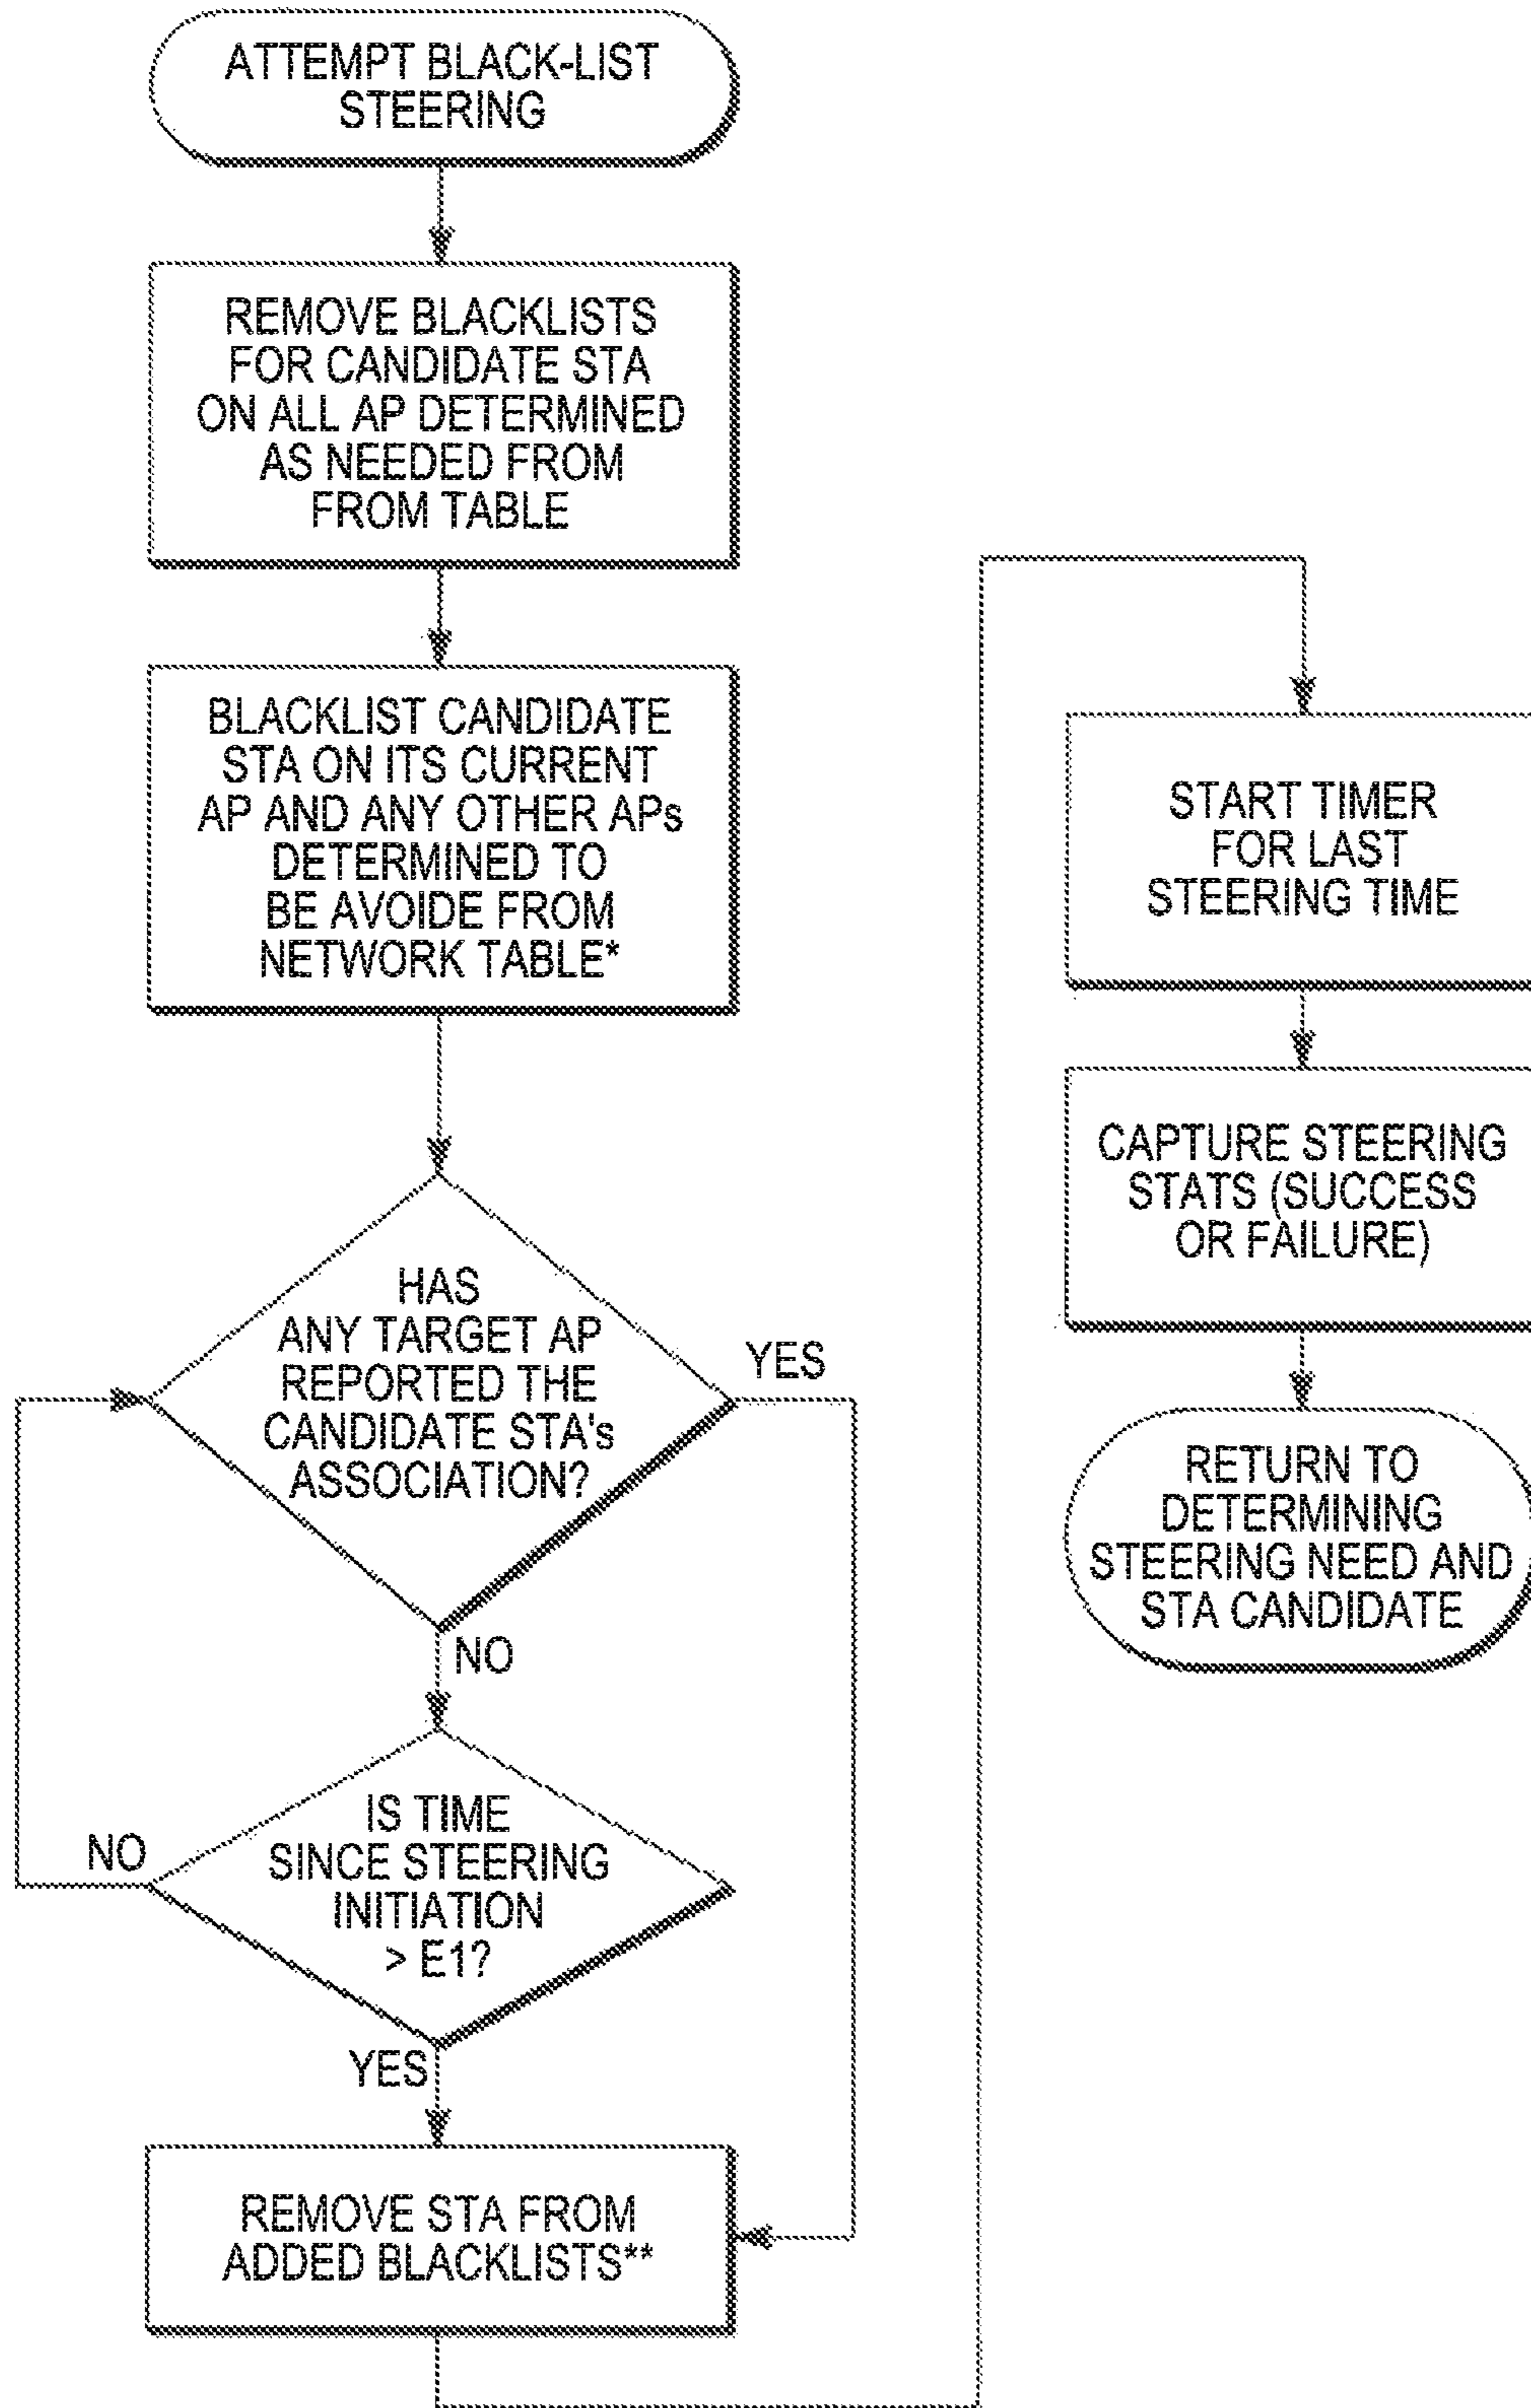 ATTEMPT BLACK-LIST
STEERING
REMOVE BLACKLISTS
FOR CANDIDATE STA
ON ALL AP DETERMINED
AS NEEDED FROM
FROM TABLE
BLACKLIST CANDIDATE
STA ON ITS CURRENT
AP AND ANY OTHER APs
DETERMINED TO
BE AVOIDE FROM
NETWORK TABLE*
HAS
ANY TARGET AP
REPORTED THE
CANDIDATE STA's
ASSOCIATION?
YES
NO
IS TIME
SINCE STEERING
INITIATION
> E1?
NO
YES
REMOVE STA FROM
ADDED BLACKLISTS**
START TIMER
FOR LAST
STEERING TIME
CAPTURE STEERING
STATS (SUCCESS
OR FAILURE)
RETURN TO
DETERMINING
STEERING NEED AND
STA CANDIDATE